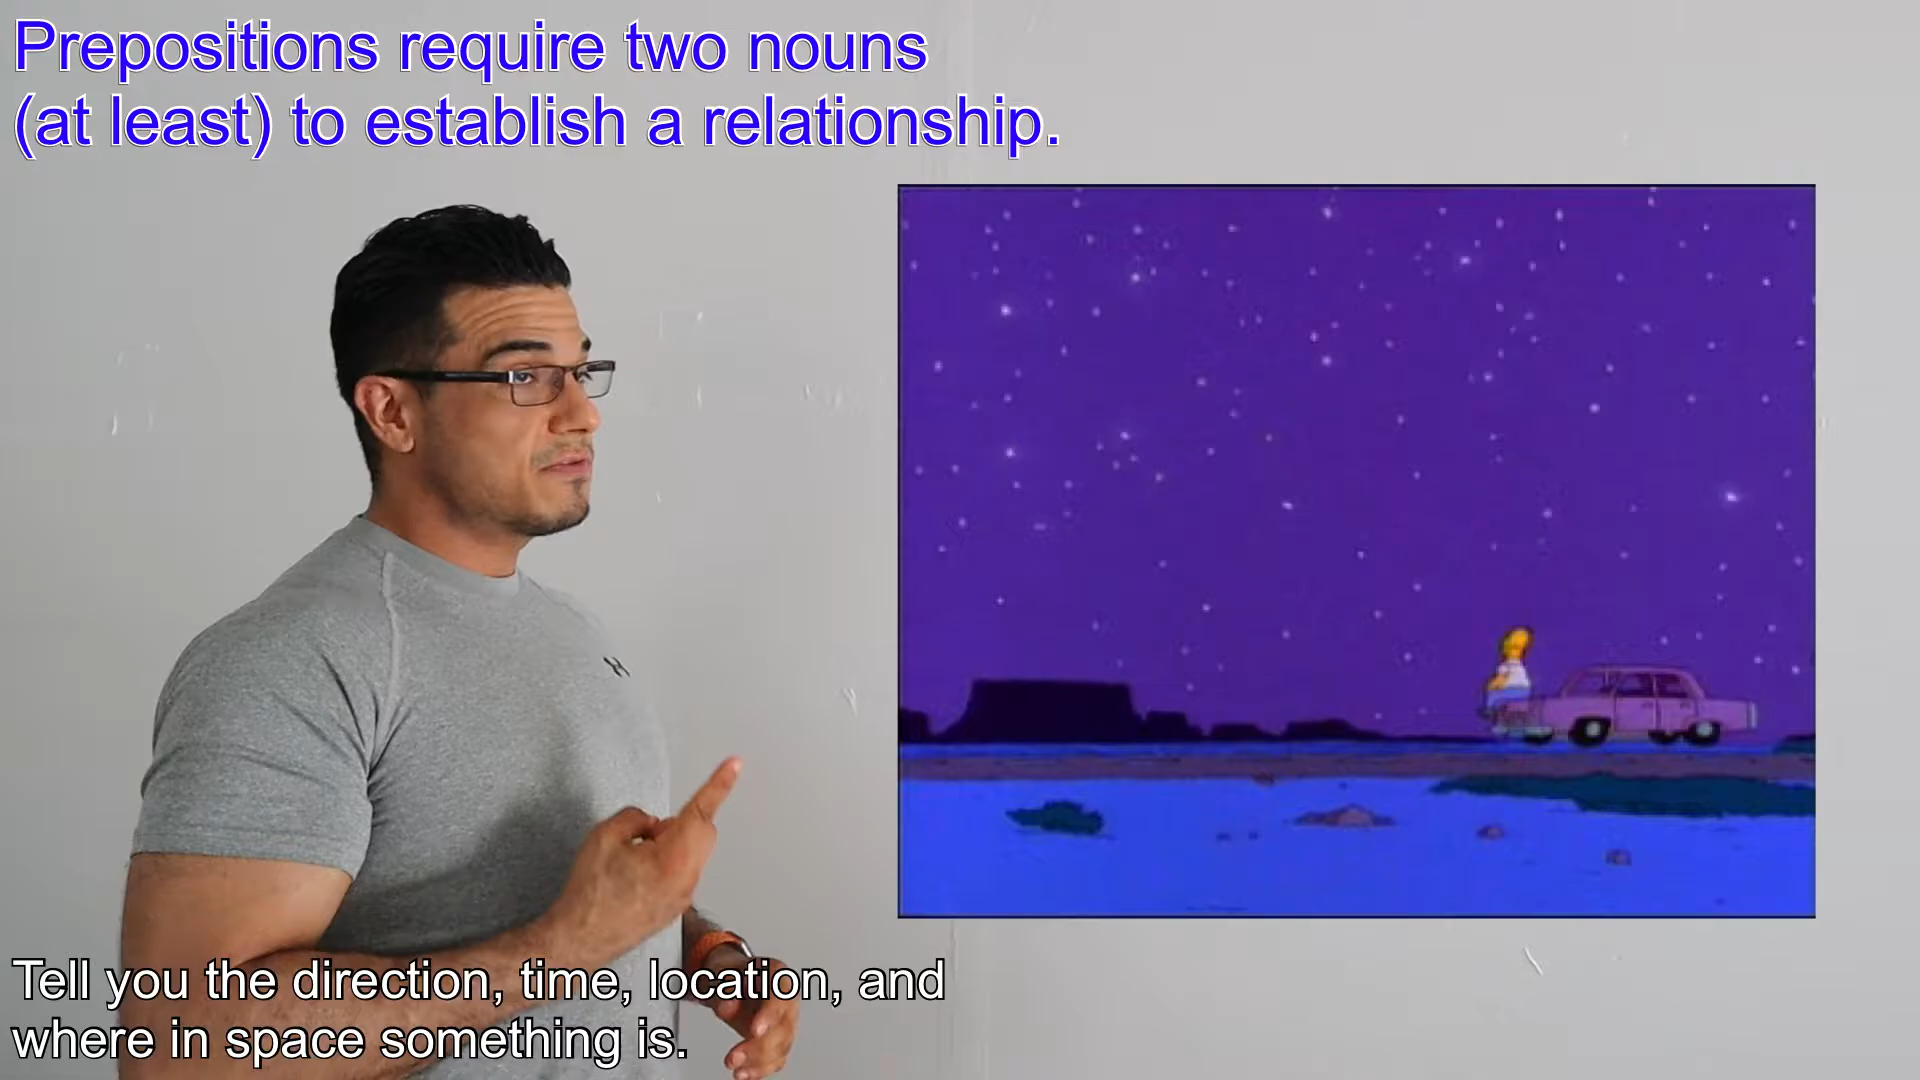 Prepositions require two nouns
(at least) to establish a relationship.
Tell you the direction, time, location, and
where in space something is.